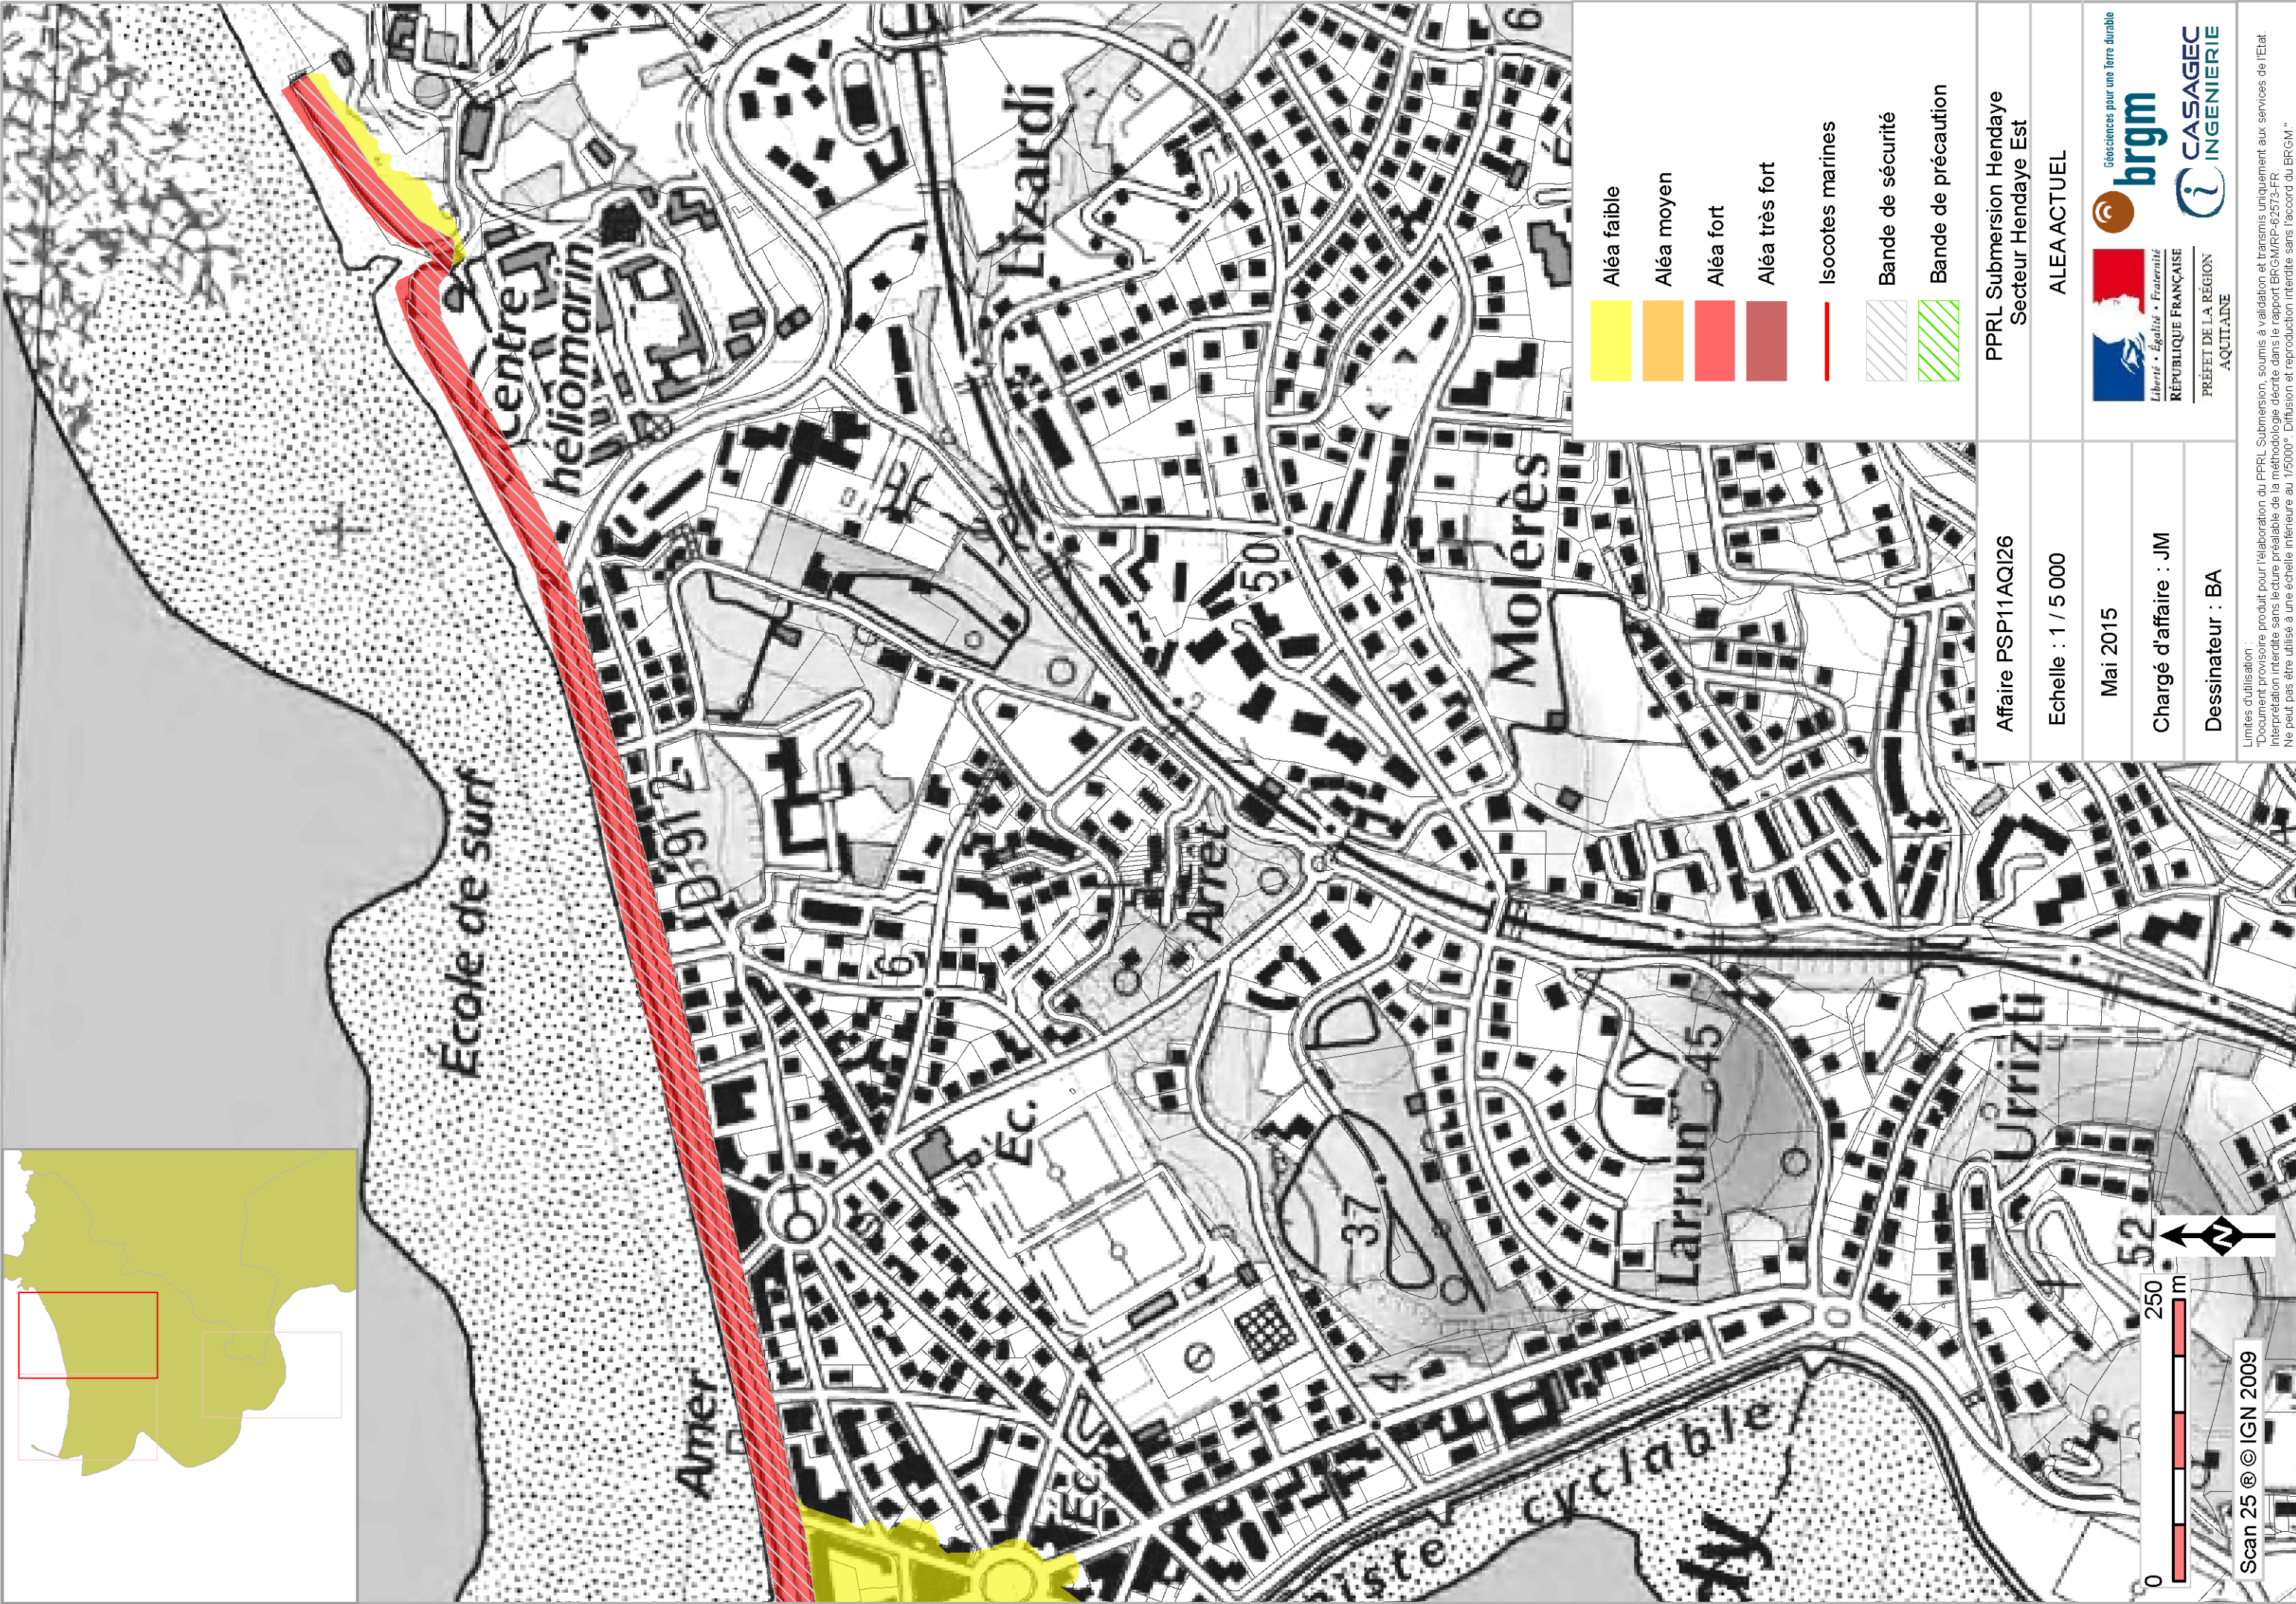 École de surf
Amer
Centre
héliomarin
D 912
Lizardi
50
Molérès
Arret
6
6
Éc.
Éc.
37
4
Larrun
45
Urrizti
52
piste cyclable
Aléa faible
Aléa moyen
Aléa fort
Aléa très fort
Isocotes marines
Bande de sécurité
Bande de précaution
Affaire PSP11AQI26
Echelle : 1 / 5 000
Mai 2015
Chargé d'affaire : JM
Dessinateur : BA
PPRL Submersion Hendaye
Secteur Hendaye Est
ALEA ACTUEL
Liberté • Égalité • Fraternité
RÉPUBLIQUE FRANÇAISE
PRÉFET DE LA RÉGION
AQUITAINE
Géosciences pour une Terre durable
brgm
CASAGEC
INGENIERIE
Limites d'utilisation :
"Document provisoire produit pour l'élaboration du PPRL Submersion, soumis à validation et transmis uniquement aux services de l'Etat.
Interprétation interdite sans lecture préalable de la méthodologie décrite dans le rapport BRGM/RP-62573-FR.
Ne peut pas être utilisé à une échelle inférieure au 1/5000°. Diffusion et reproduction interdite sans l'accord du BRGM."
N
0
250
m
Scan 25 ® © IGN 2009